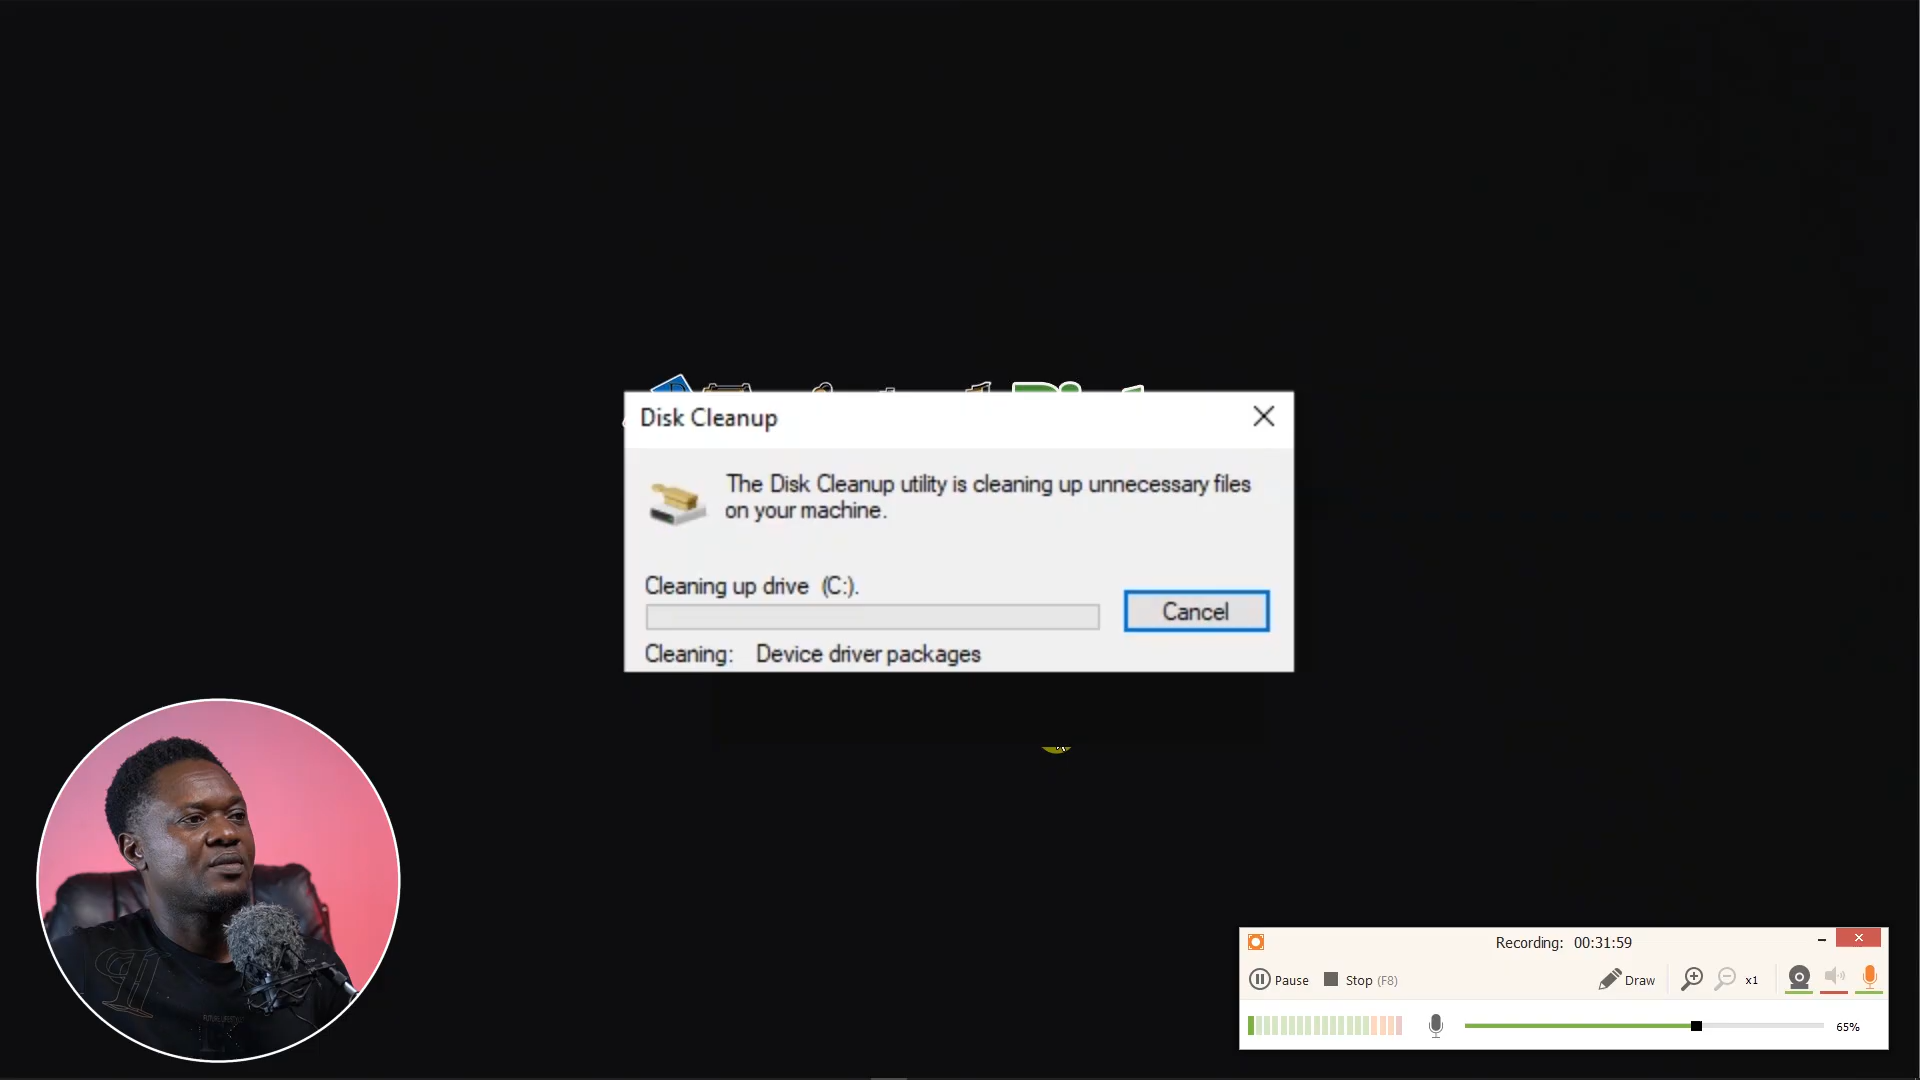 Disk Cleanup
The Disk Cleanup utility is cleaning up unnecessary files
on your machine.
Cleaning up drive (C:).
Cancel
Cleaning: Device driver packages
Recording: 00:31:59
Pause
Stop (F8)
Draw
x1
65%